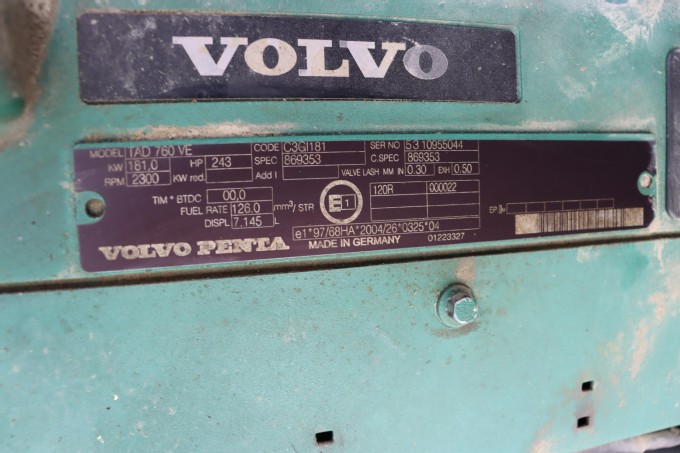 VOLVO
MODEL TAD 760 VE CODE C3GI181 SER NO 5310955044
KW 181,0 HP 243 SPEC 869353 C.SPEC 869353
RPM 2300 KW red. Add I VALVE LASH MM IN 0.30 EXH 0.50
TIM ° BTDC 00,0 E1 120R 000022
FUEL RATE 126.0 mm³/STR
DISPL 7.145 L e1*97/68HA*2004/26*0325*04
VOLVO PENTA MADE IN GERMANY 01223327
EP